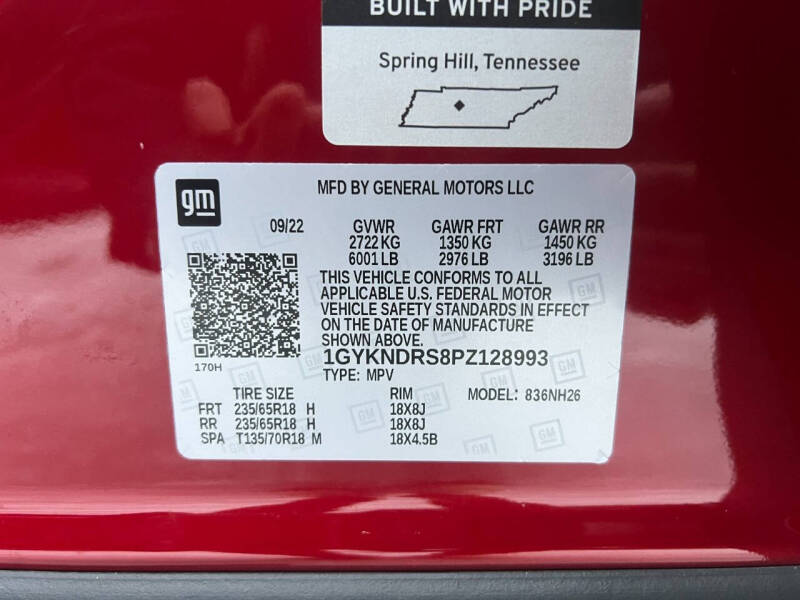 BUILT WITH PRIDE
Spring Hill, Tennessee
gm
MFD BY GENERAL MOTORS LLC
09/22 GVWR GAWR FRT GAWR RR
2722 KG 1350 KG 1450 KG
6001 LB 2976 LB 3196 LB
THIS VEHICLE CONFORMS TO ALL
APPLICABLE U.S. FEDERAL MOTOR
VEHICLE SAFETY STANDARDS IN EFFECT
ON THE DATE OF MANUFACTURE
SHOWN ABOVE.
170H 1GYKNDRS8PZ128993
TYPE: MPV
TIRE SIZE RIM MODEL: 836NH26
FRT 235/65R18 H 18X8J
RR 235/65R18 H 18X8J
SPA T135/70R18 M 18X4.5B